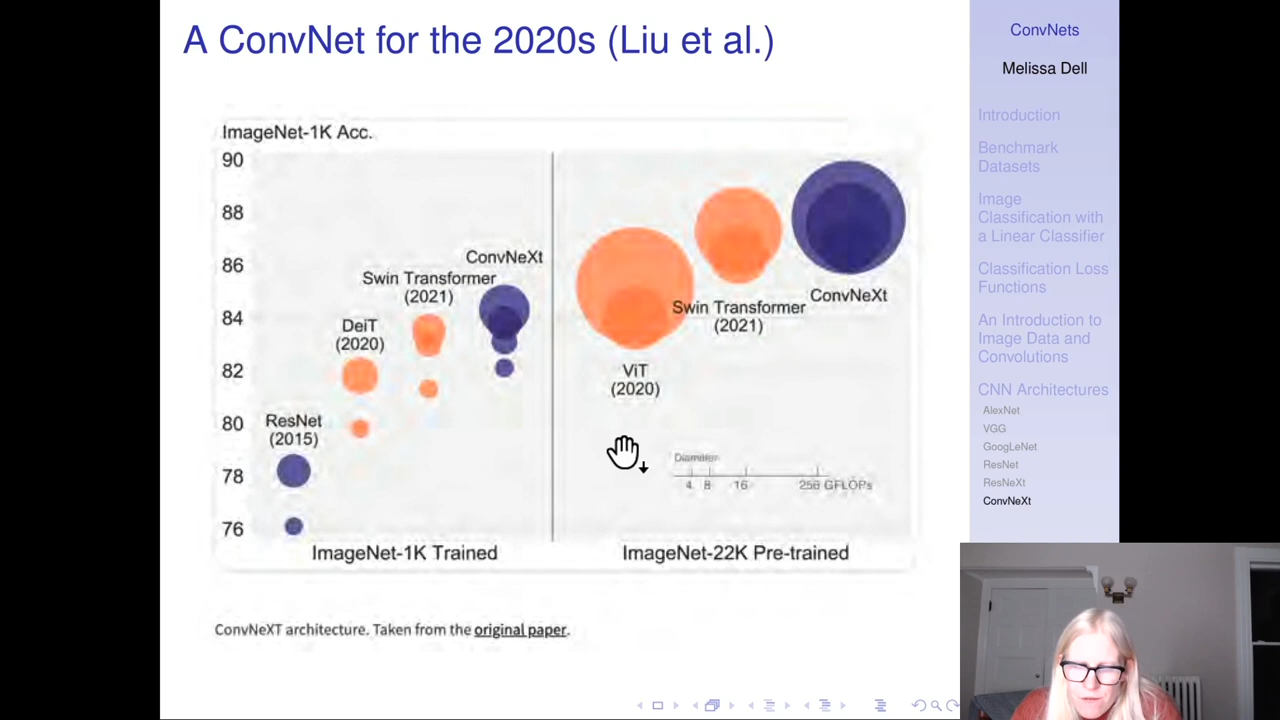 A ConvNet for the 2020s (Liu et al.)
ImageNet-1K Acc.
90
88
86
84
82
80
78
76
ResNet
(2015)
DeiT
(2020)
Swin Transformer
(2021)
ConvNeXt
ViT
(2020)
Swin Transformer
(2021)
ConvNeXt
Diameter
4 8 16 256 GFLOPs
ImageNet-1K Trained
ImageNet-22K Pre-trained
ConvNeXT architecture. Taken from the original paper.
ConvNets
Melissa Dell
Introduction
Benchmark
Datasets
Image
Classification with
a Linear Classifier
Classification Loss
Functions
An Introduction to
Image Data and
Convolutions
CNN Architectures
AlexNet
VGG
GoogLeNet
ResNet
ResNeXt
ConvNeXt